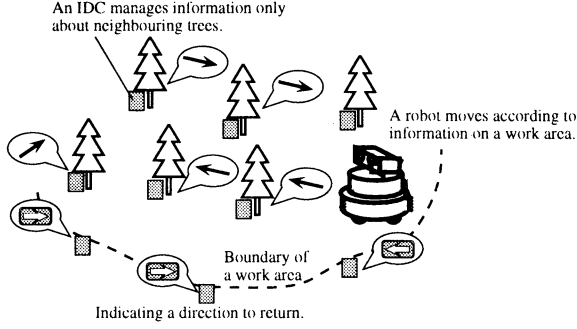 An IDC manages information only
about neighbouring trees.
A robot moves according to
information on a work area.
Boundary of
a work area
Indicating a direction to return.